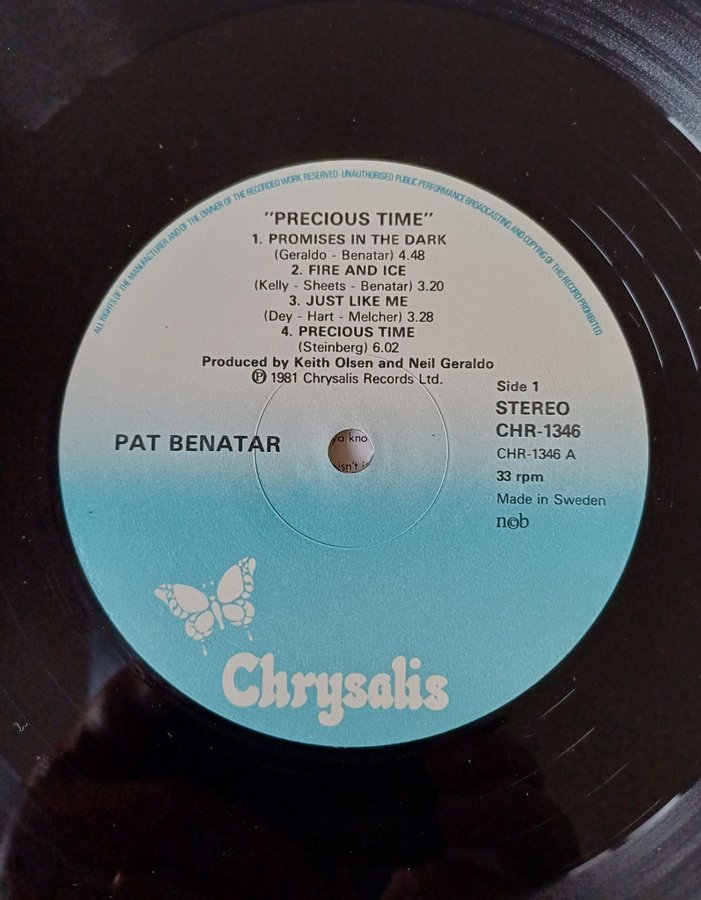 ALL RIGHTS OF THE MANUFACTURER AND OF THE OWNER OF THE RECORDED WORK RESERVED UNAUTHORISED PUBLIC PERFORMANCE BROADCASTING AND COPYING OF THIS RECORD PROHIBITED
"PRECIOUS TIME"
1. PROMISES IN THE DARK
(Geraldo - Benatar) 4.48
2. FIRE AND ICE
(Kelly - Sheets - Benatar) 3.20
3. JUST LIKE ME
(Dey - Hart - Melcher) 3.28
4. PRECIOUS TIME
(Steinberg) 6.02
Produced by Keith Olsen and Neil Geraldo
Ⓟ 1981 Chrysalis Records Ltd.
PAT BENATAR
ya kno
isn't i
Side 1
STEREO
CHR-1346
CHR-1346 A
33 rpm
Made in Sweden
n©b
Chrysalis